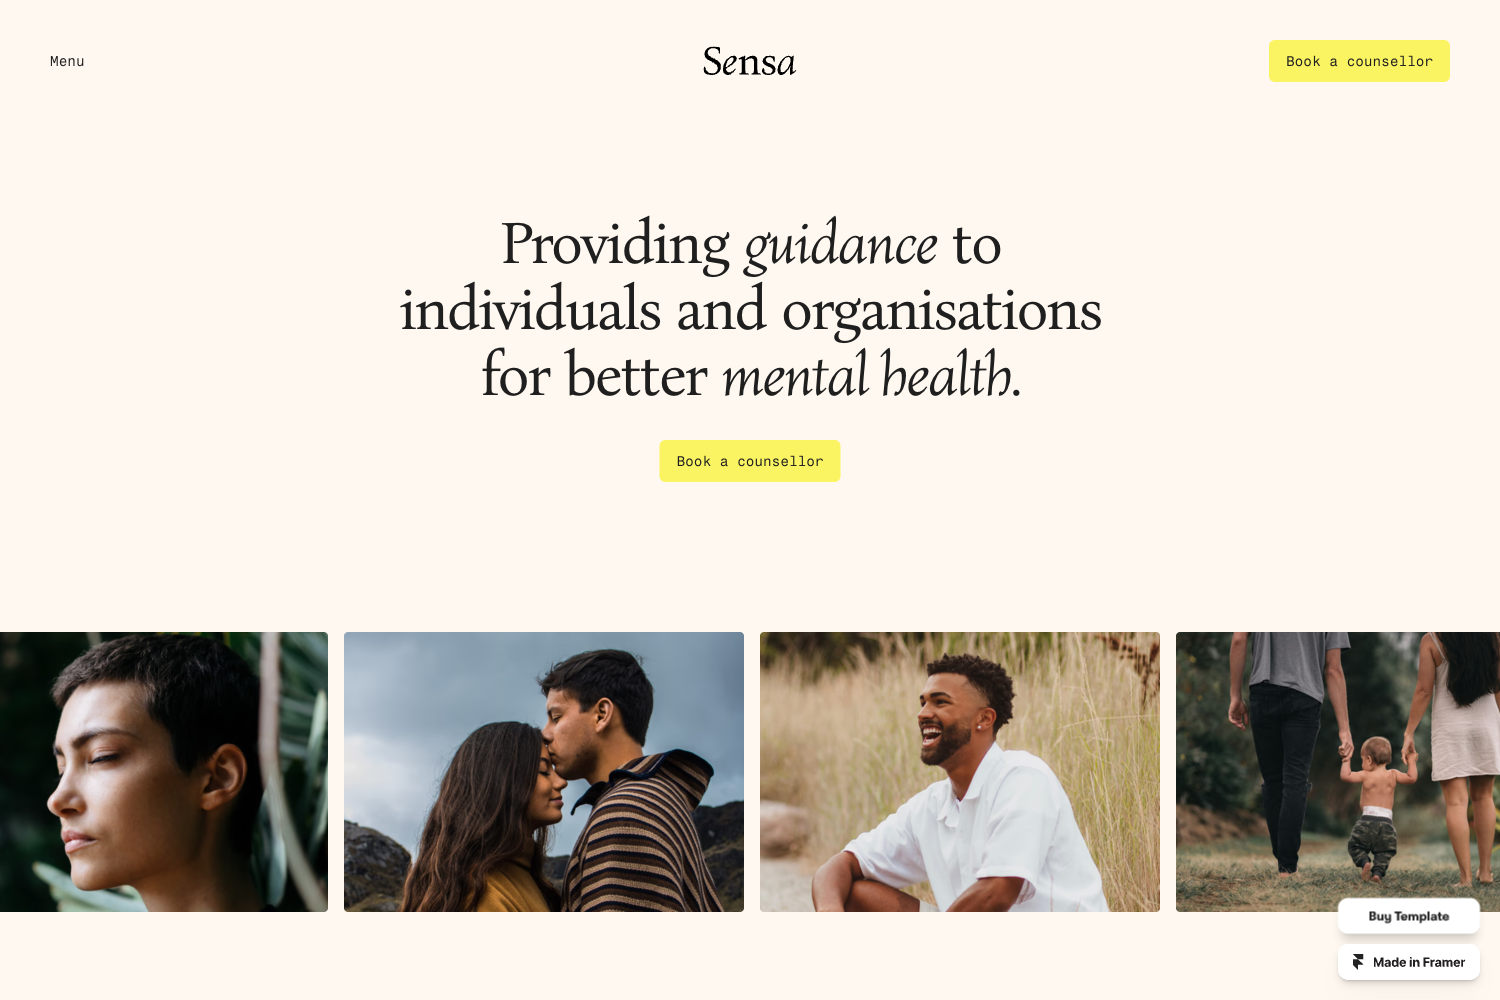 Menu
Sensa
Book a counsellor
Providing guidance to
individuals and organisations
for better mental health.
Book a counsellor
Buy Template
Made in Framer